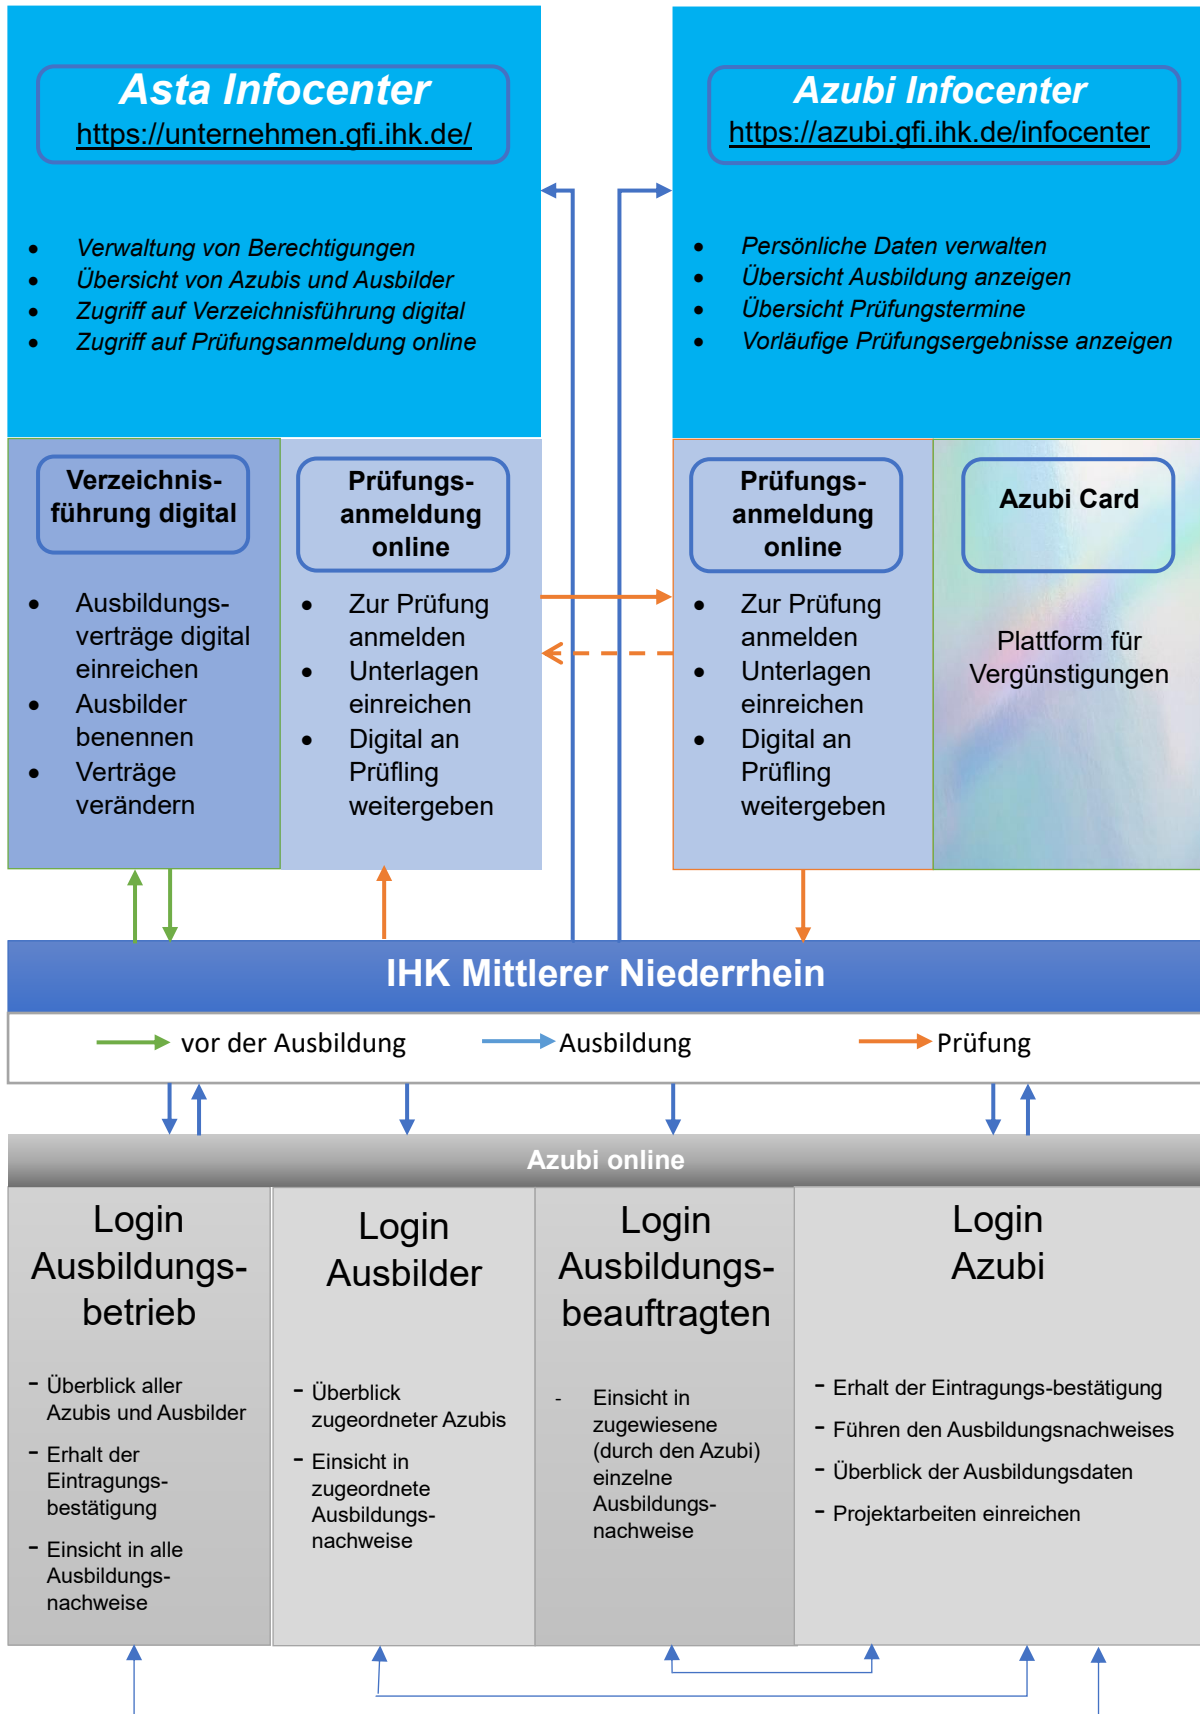 Asta Infocenter
https://unternehmen.gfi.ihk.de/
• Verwaltung von Berechtigungen
• Übersicht von Azubis und Ausbilder
• Zugriff auf Verzeichnisführung digital
• Zugriff auf Prüfungsanmeldung online
Azubi Infocenter
https://azubi.gfi.ihk.de/infocenter
• Persönliche Daten verwalten
• Übersicht Ausbildung anzeigen
• Übersicht Prüfungstermine
• Vorläufige Prüfungsergebnisse anzeigen
Verzeichnis-
führung digital
• Ausbildungs-
verträge digital
einreichen
• Ausbilder
benennen
• Verträge
verändern
Prüfungs-
anmeldung
online
• Zur Prüfung
anmelden
• Unterlagen
einreichen
• Digital an
Prüfling
weitergeben
Prüfungs-
anmeldung
online
• Zur Prüfung
anmelden
• Unterlagen
einreichen
• Digital an
Prüfling
weitergeben
Azubi Card
Plattform für
Vergünstigungen
IHK Mittlerer Niederrhein
vor der Ausbildung
Ausbildung
Prüfung
Azubi online
Login
Ausbildungs-
betrieb
- Überblick aller
Azubis und Ausbilder
- Erhalt der
Eintragungs-
bestätigung
- Einsicht in alle
Ausbildungs-
nachweise
Login
Ausbilder
- Überblick
zugeordneter Azubis
- Einsicht in
zugeordnete
Ausbildungs-
nachweise
Login
Ausbildungs-
beauftragten
- Einsicht in
zugewiesene
(durch den Azubi)
einzelne
Ausbildungs-
nachweise
Login
Azubi
- Erhalt der Eintragungs-bestätigung
- Führen den Ausbildungsnachweises
- Überblick der Ausbildungsdaten
- Projektarbeiten einreichen